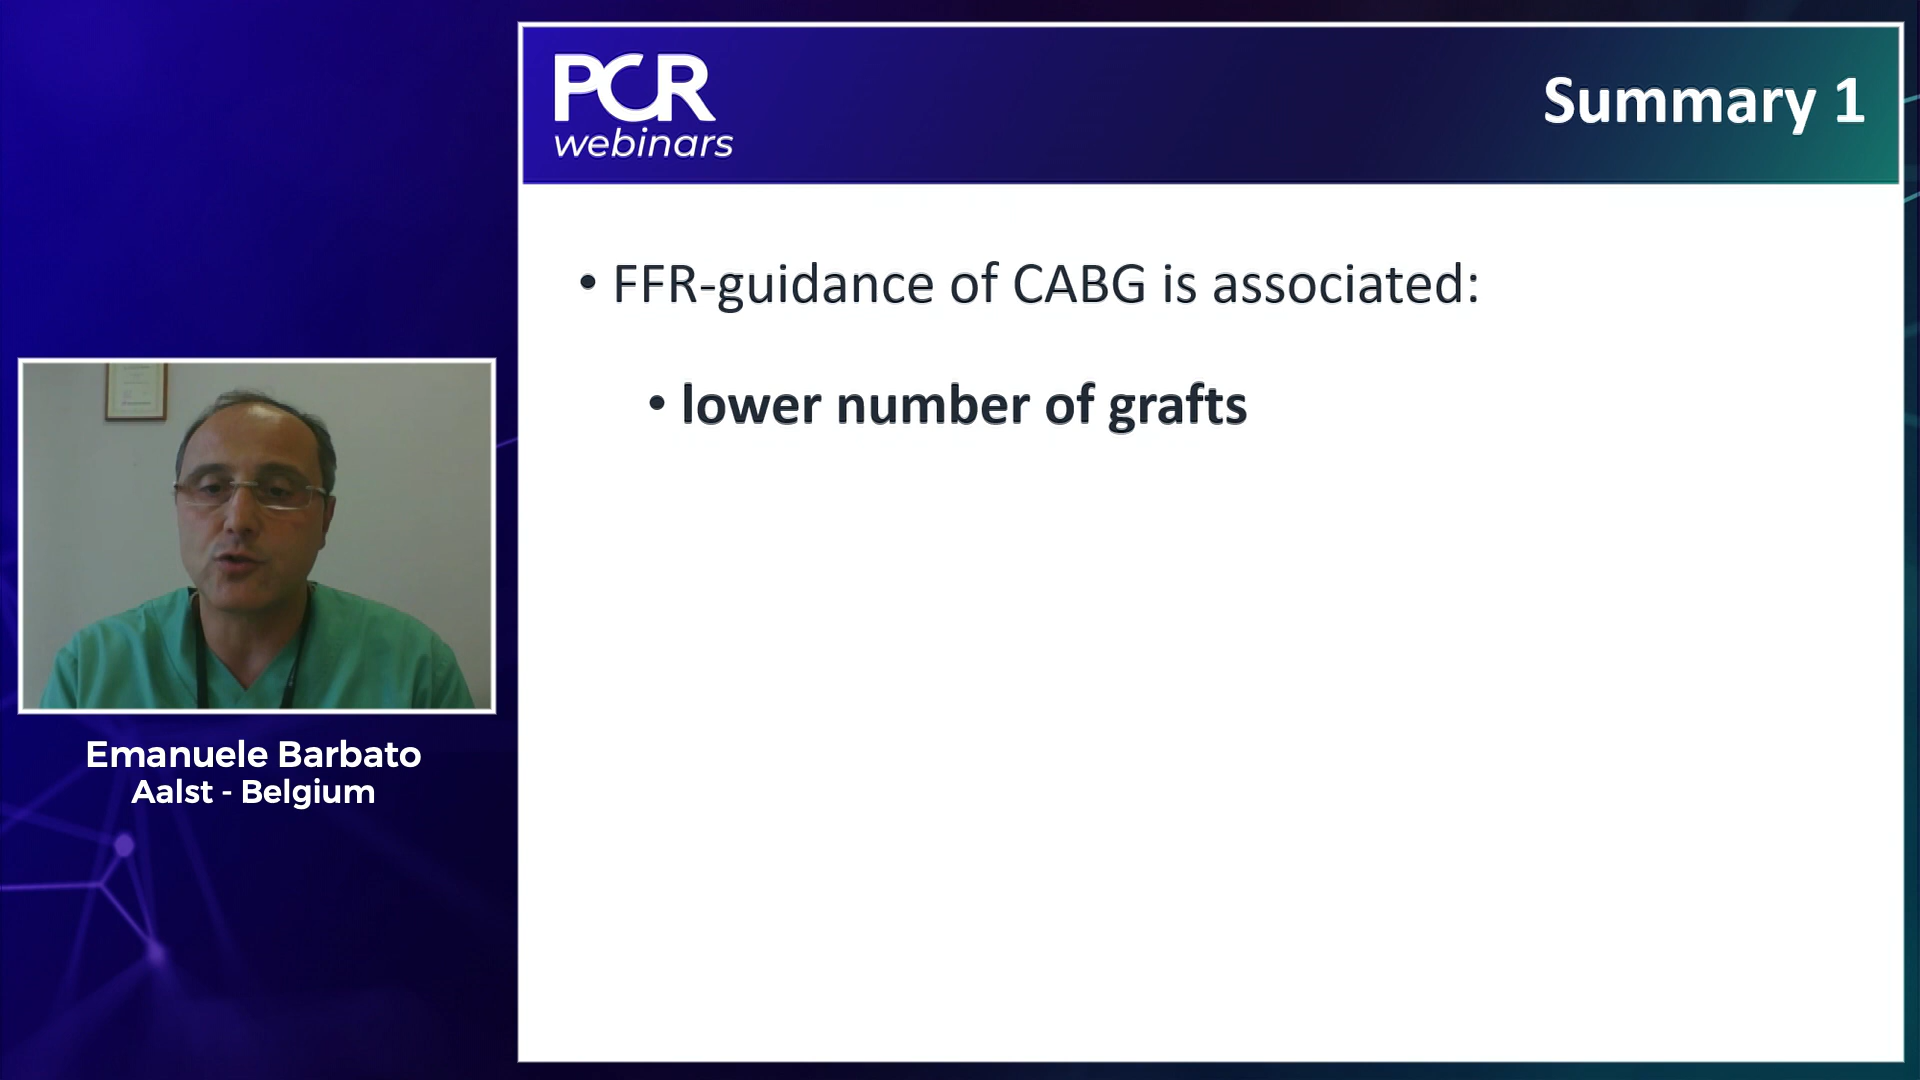 PCR
webinars
Summary 1
• FFR-guidance of CABG is associated:
• lower number of grafts
Emanuele Barbato
Aalst - Belgium